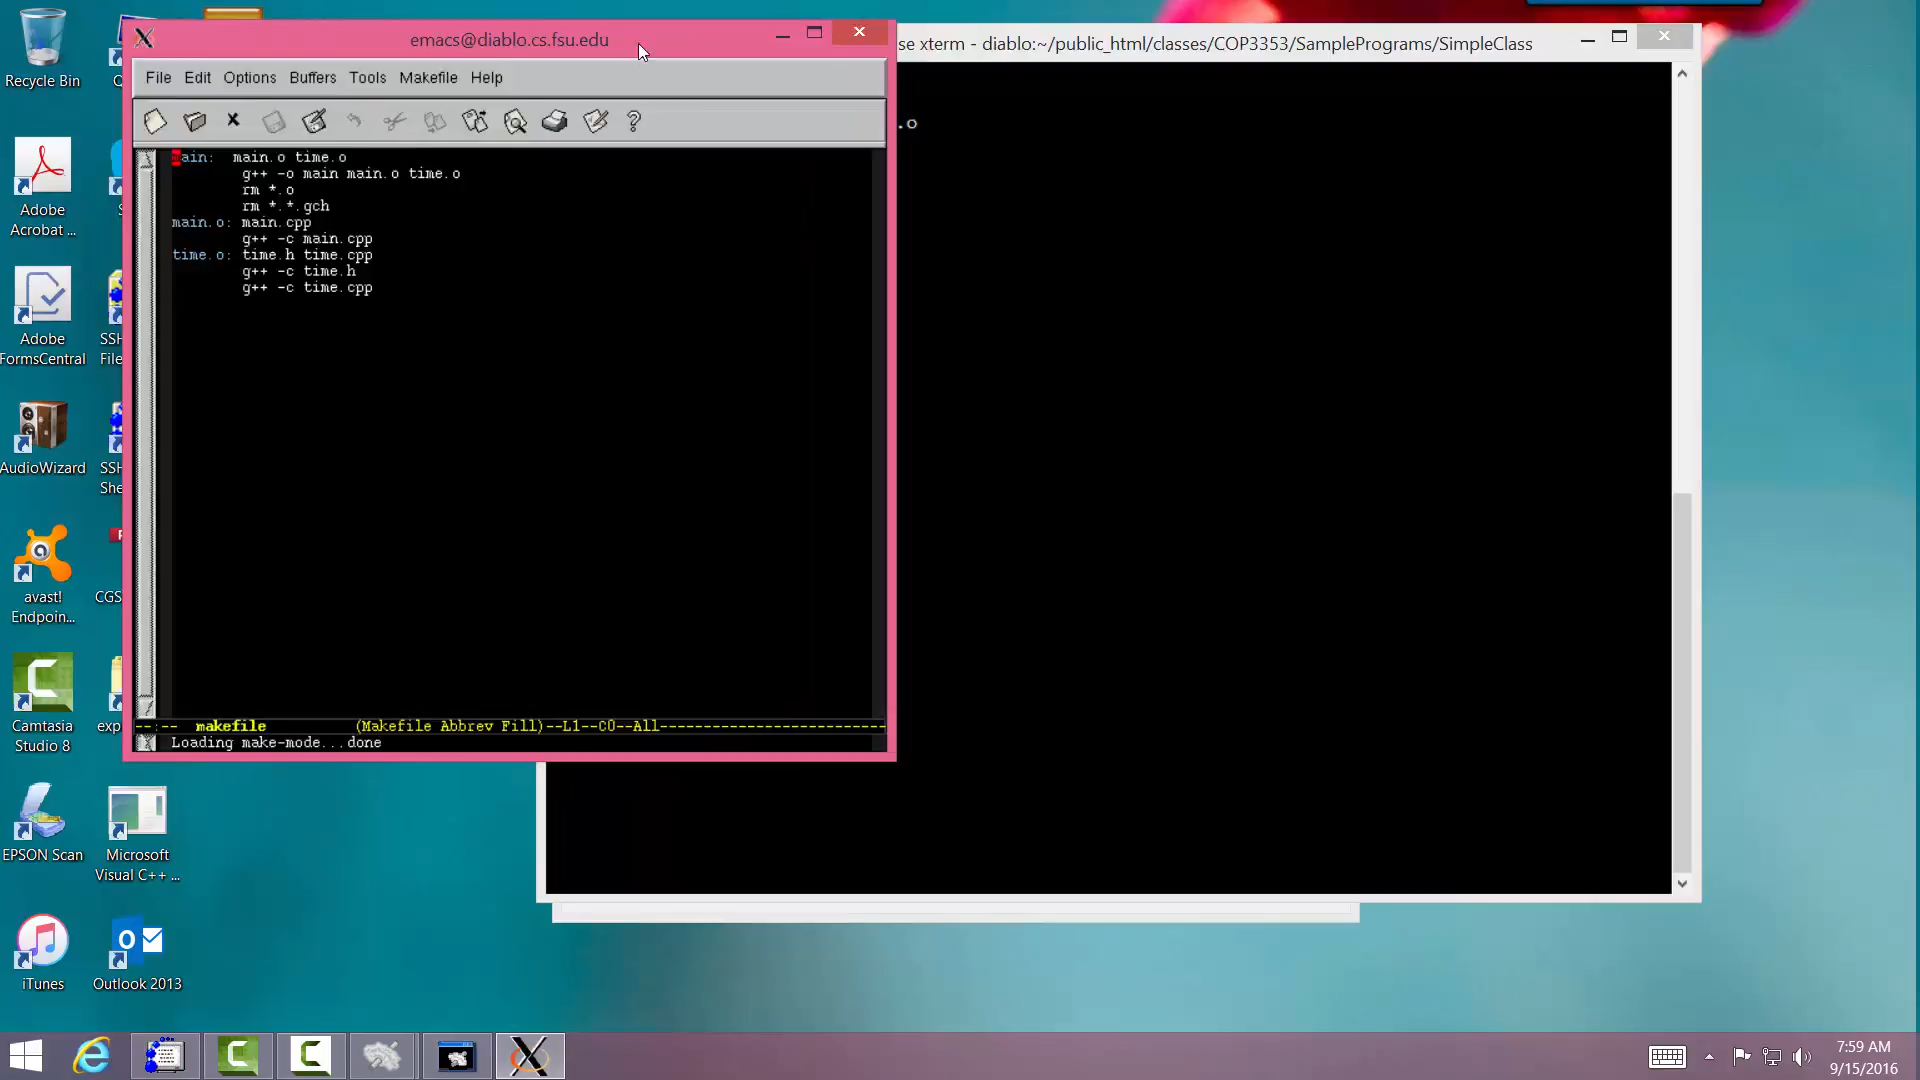 emacs@diablo.cs.fsu.edu
File Edit Options Buffers Tools Makefile Help
main: main.o time.o
g++ -o main main.o time.o
rm *.o
rm *.*.gch
main.o: main.cpp
g++ -c main.cpp
time.o: time.h time.cpp
g++ -c time.h
g++ -c time.cpp
--:-- makefile (Makefile Abbrev Fill)--L1--C0--All--------------------------
Loading make-mode...done
se xterm - diablo:~/public_html/classes/COP3353/SamplePrograms/SimpleClass
.o
Recycle Bin
Adobe
Acrobat ...
Adobe
FormsCentral
SSH
File
AudioWizard
SSH
She
avast!
Endpoin...
CGS
Camtasia
Studio 8
exp
EPSON Scan
Microsoft
Visual C++ ...
iTunes
Outlook 2013
7:59 AM
9/15/2016